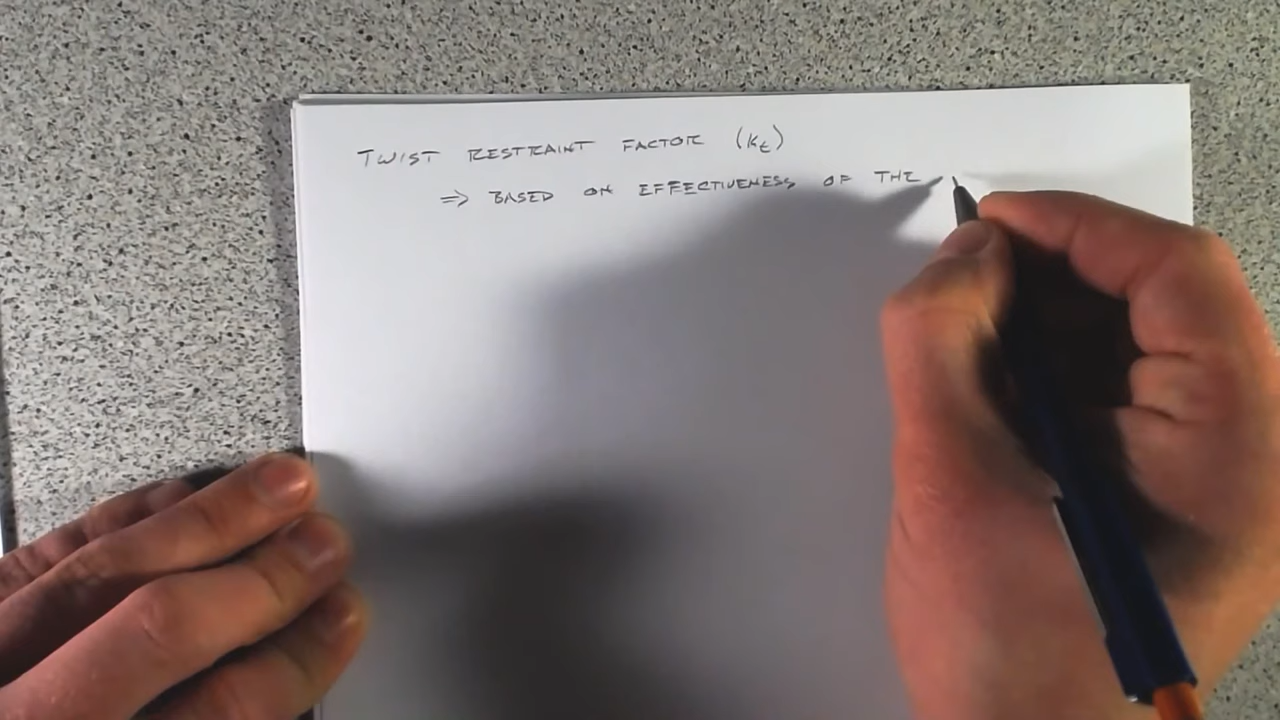 TWIST RESTRAINT FACTOR (kt)
⇒ BASED ON EFFECTIVENESS OF THE